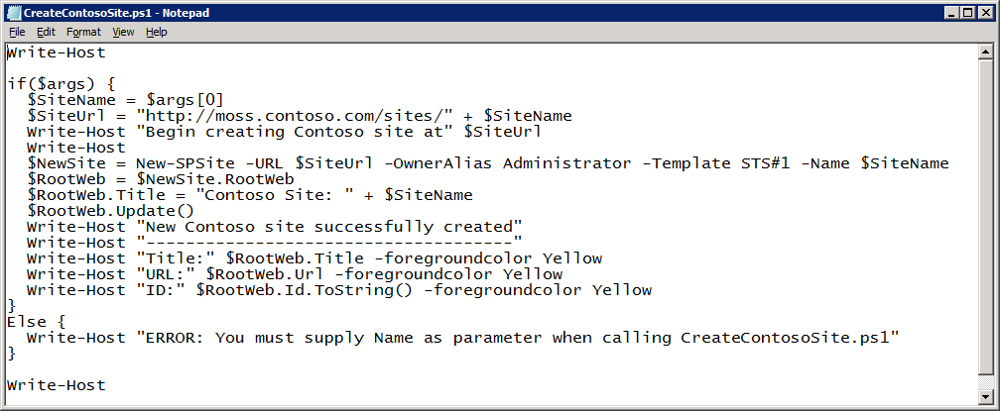 CreateContosoSite.ps1 - Notepad
File Edit Format View Help
Write-Host

if($args) {
  $SiteName = $args[0]
  $SiteUrl = "http://moss.contoso.com/sites/" + $SiteName
  Write-Host "Begin creating Contoso site at" $SiteUrl
  Write-Host
  $NewSite = New-SPSite -URL $SiteUrl -OwnerAlias Administrator -Template STS#1 -Name $SiteName
  $RootWeb = $NewSite.RootWeb
  $RootWeb.Title = "Contoso Site: " + $SiteName
  $RootWeb.Update()
  Write-Host "New Contoso site successfully created"
  Write-Host "-------------------------------------"
  Write-Host "Title:" $RootWeb.Title -foregroundcolor Yellow
  Write-Host "URL:" $RootWeb.Url -foregroundcolor Yellow
  Write-Host "ID:" $RootWeb.Id.ToString() -foregroundcolor Yellow
}
Else {
  Write-Host "ERROR: You must supply Name as parameter when calling CreateContosoSite.ps1"
}

Write-Host